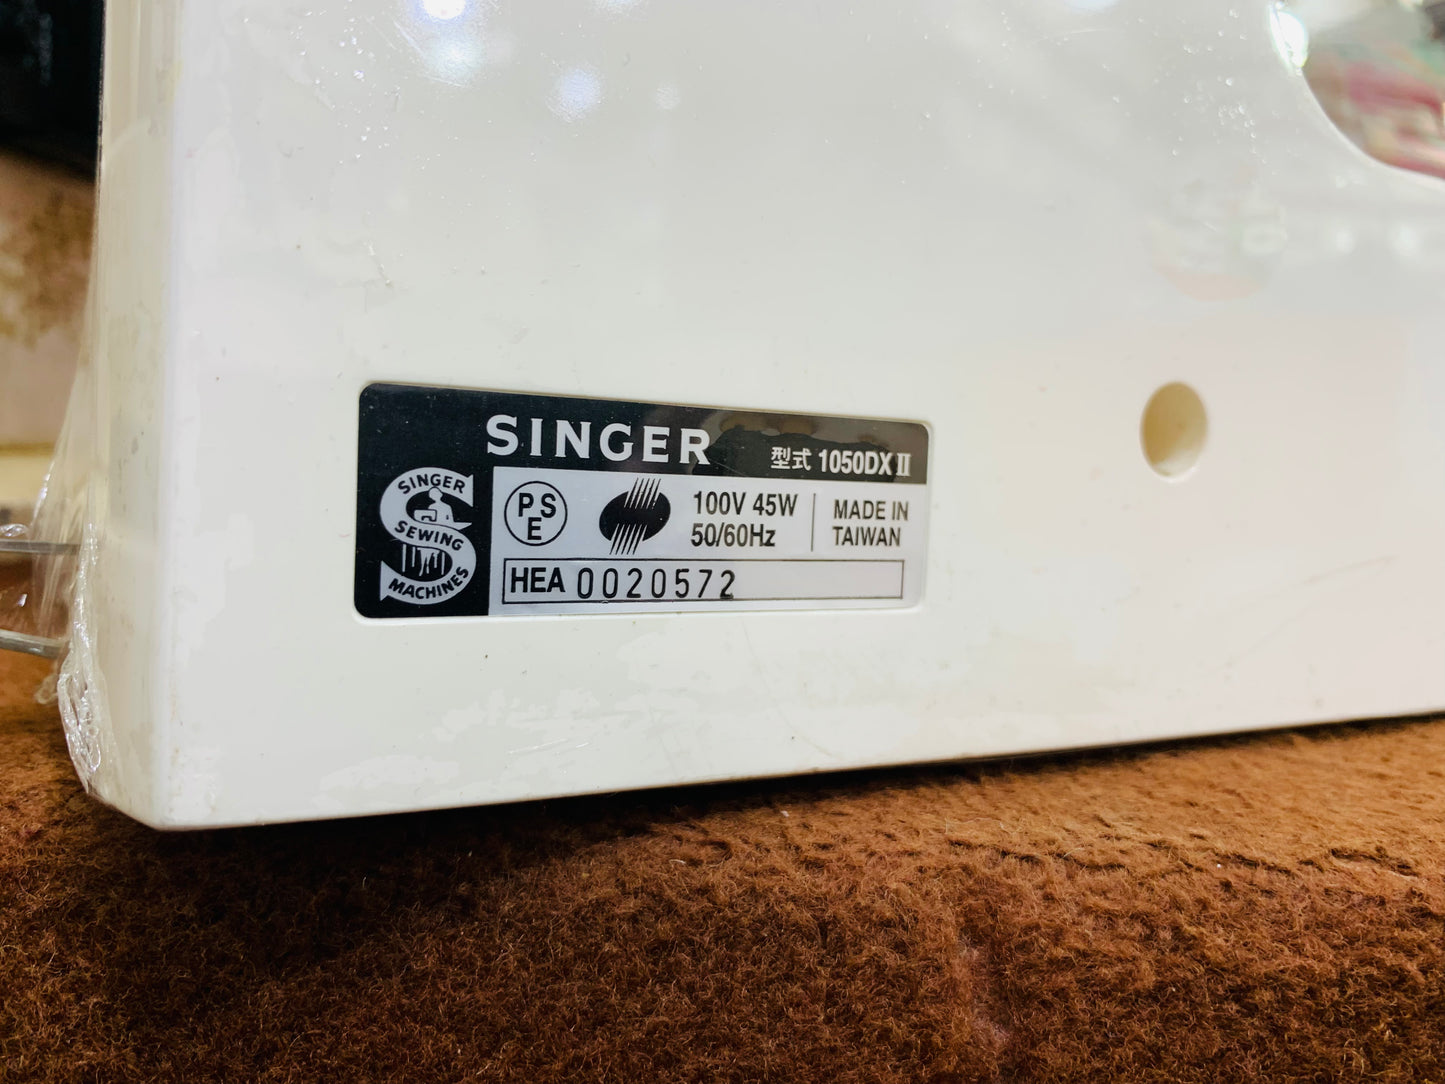 SINGER
型式 1050DX II
SINGER
SEWING
MACHINES
PSE
100V 45W
50/60Hz
MADE IN
TAIWAN
HEA 0020572